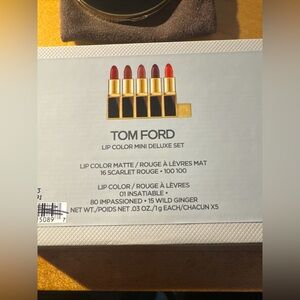 TOM FORD
LIP COLOR MINI DELUXE SET
LIP COLOR MATTE / ROUGE À LÈVRES MAT
16 SCARLET ROUGE • 100 100
LIP COLOR / ROUGE À LÈVRES
01 INSATIABLE •
80 IMPASSIONED • 15 WILD GINGER
NET WT./POIDS NET .03 OZ./1g EACH/CHACUN X5
5089 7